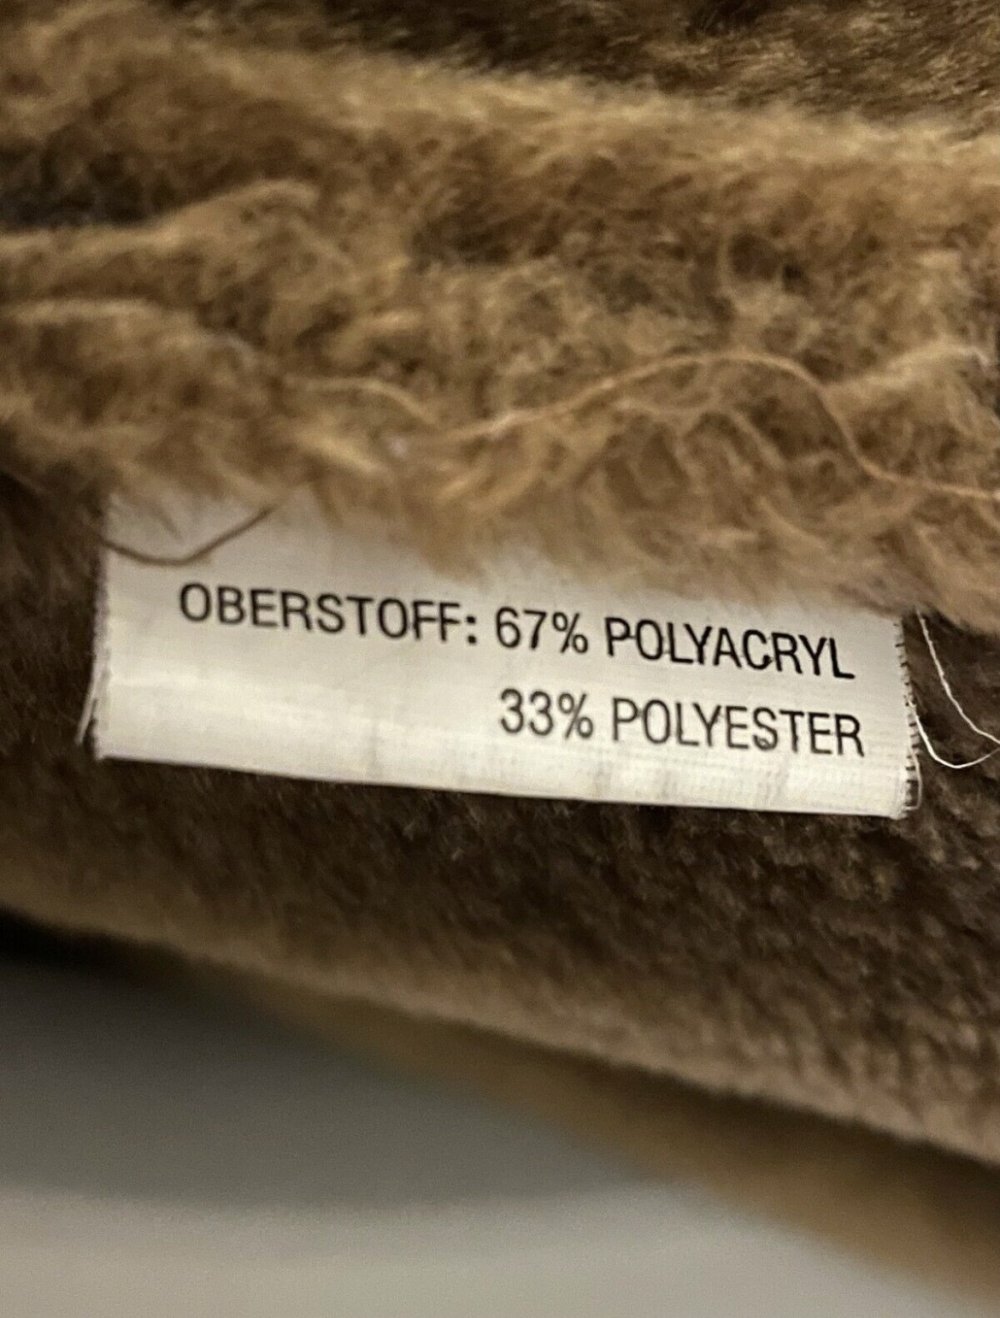 OBERSTOFF: 67% POLYACRYL
33% POLYESTER